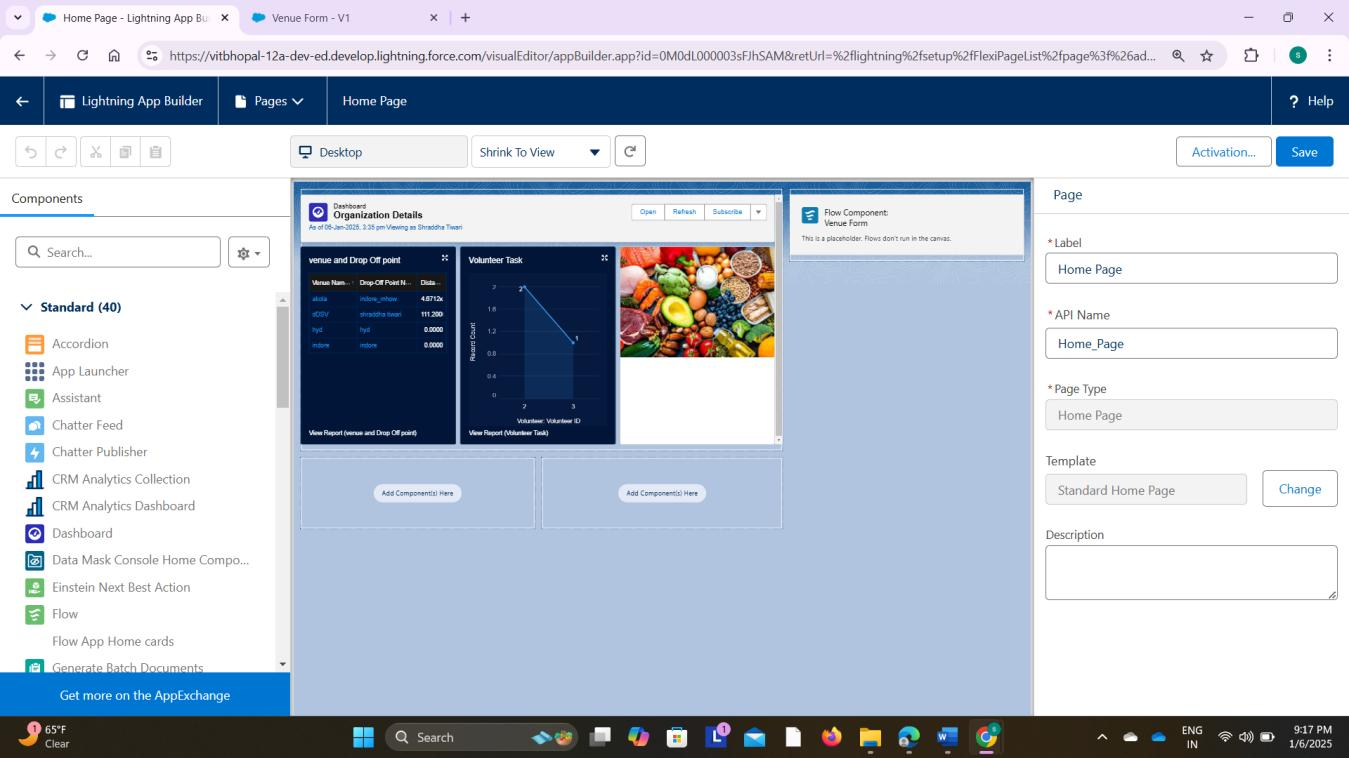 Home Page - Lightning App Bu
Venue Form - V1
https://vitbhopal-12a-dev-ed.develop.lightning.force.com/visualEditor/appBuilder.app?id=0M0dL000003sFJhSAM&retUrl=%2flightning%2fsetup%2fFlexiPageList%2fpage%3f%26ad...
s
Lightning App Builder
Pages
Home Page
? Help
Desktop
Shrink To View
Activation...
Save
Components
Search...
Standard (40)
Accordion
App Launcher
Assistant
Chatter Feed
Chatter Publisher
CRM Analytics Collection
CRM Analytics Dashboard
Dashboard
Data Mask Console Home Compo...
Einstein Next Best Action
Flow
Flow App Home cards
Generate Batch Documents
Get more on the AppExchange
Dashboard
Organization Details
As of 06-Jan-2025, 3:35 pm Viewing as Shraddha Tiwari
Open
Refresh
Subscribe
venue and Drop Off point
Venue Nam... ↑ Drop-Off Point N... Dista...
akola indore_mhow 4.6712x
dDSV shraddha tiwari 111.200
hyd hyd 0.0000
indore indore 0.0000
View Report (venue and Drop Off point)
Volunteer Task
Record Count
2
1.6
1.2
0.8
0.4
0
2
1
2 3
Volunteer: Volunteer ID
View Report (Volunteer Task)
Flow Component:
Venue Form
This is a placeholder. Flows don't run in the canvas.
Add Component(s) Here
Add Component(s) Here
Page
*Label
Home Page
*API Name
Home_Page
*Page Type
Home Page
Template
Standard Home Page
Change
Description
1
65°F
Clear
Search
L
1
s
ENG
IN
9:17 PM
1/6/2025